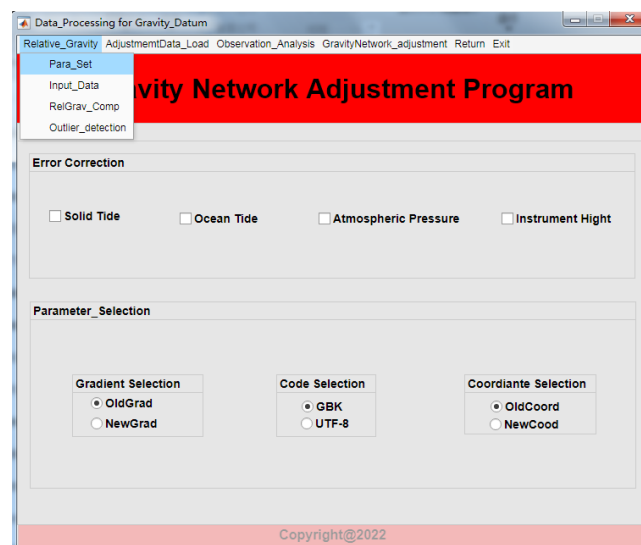 Data_Processing for Gravity_Datum
Relative_Gravity AdjustmemtData_Load Observation_Analysis GravityNetwork_adjustment Return Exit
Para_Set
Input_Data
RelGrav_Comp
Outlier_detection
avity Network Adjustment Program
Error Correction
Solid Tide Ocean Tide Atmospheric Pressure Instrument Hight
Parameter_Selection
Gradient Selection Code Selection Coordiante Selection
OldGrad GBK OldCoord
NewGrad UTF-8 NewCood
Copyright@2022